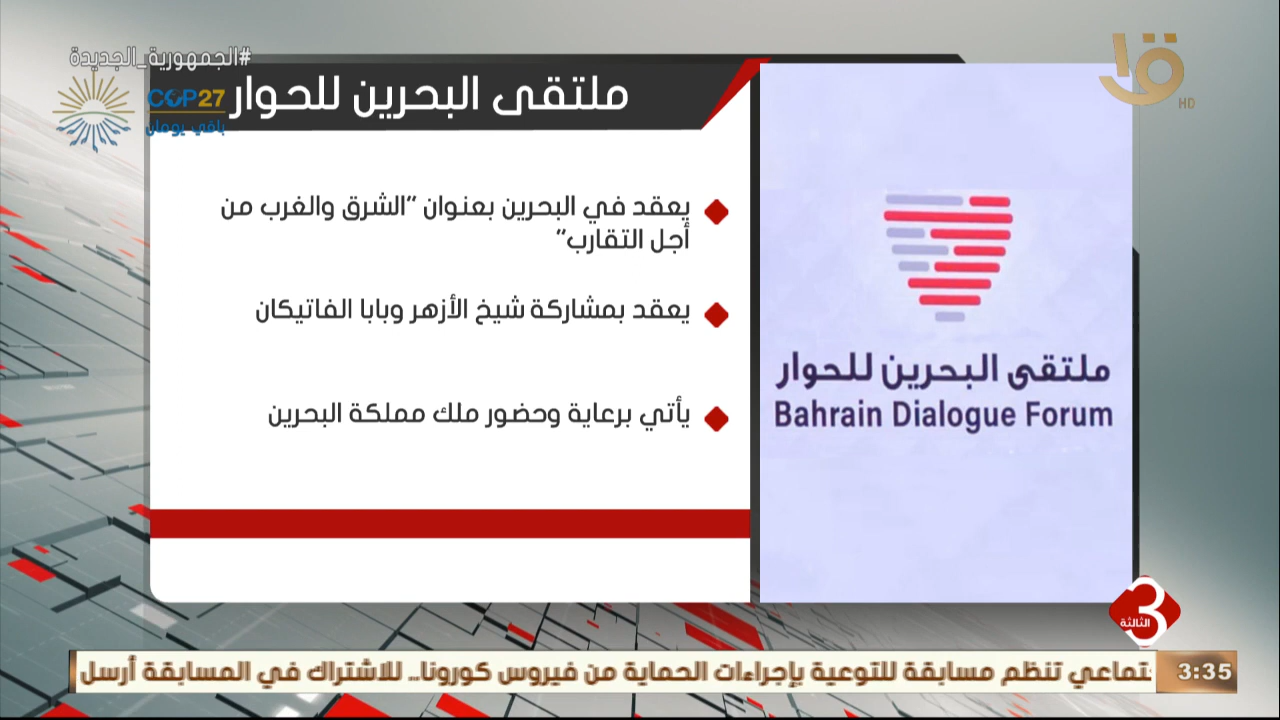 #الجمهورية_الجديدة
COP27
باقي يومان
ق1
HD
ملتقى البحرين للحوار
يعقد في البحرين بعنوان "الشرق والغرب من
أجل التقارب"
يعقد بمشاركة شيخ الأزهر وبابا الفاتيكان
يأتي برعاية وحضور ملك مملكة البحرين
ملتقى البحرين للحوار
Bahrain Dialogue Forum
3
الثالثة
3:35
تنظم مسابقة للتوعية بإجراءات الحماية من فيروس كورونا.. للاشتراك في المسابقة أرسل